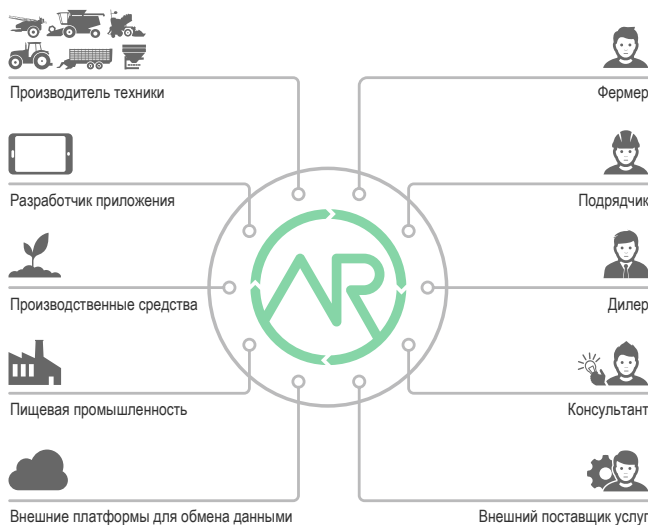 Производитель техники
Фермер
Разработчик приложения
Подрядчик
AR
Производственные средства
Дилер
Пищевая промышленность
Консультант
Внешние платформы для обмена данными
Внешний поставщик услуг